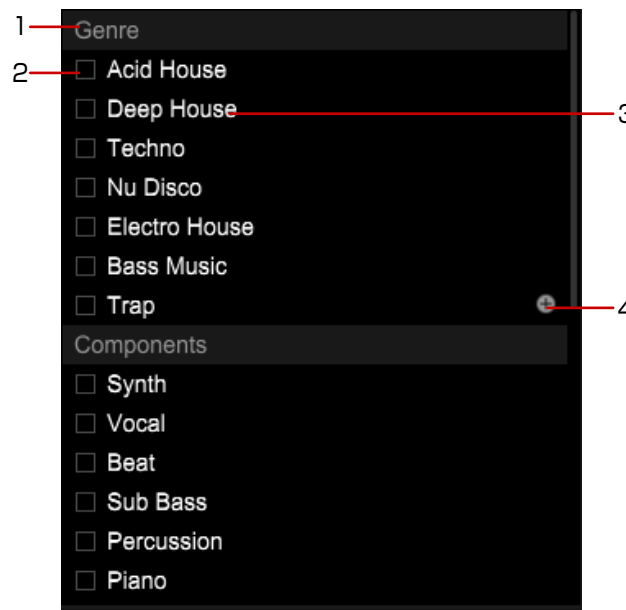 1 Genre
2 Acid House
Deep House 3
Techno
Nu Disco
Electro House
Bass Music
Trap 4
Components
Synth
Vocal
Beat
Sub Bass
Percussion
Piano